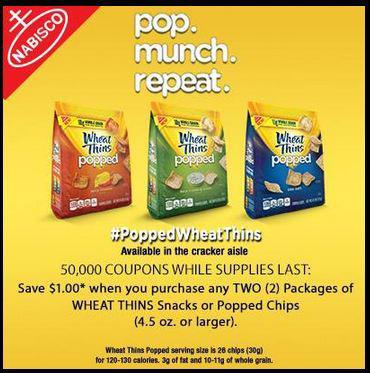 NABISCO
pop.
munch.
repeat.
Wheat
Thins
popped
Wheat
Thins
popped
Wheat
Thins
popped
#PoppedWheatThins
Available in the cracker aisle
50,000 COUPONS WHILE SUPPLIES LAST:
Save $1.00* when you purchase any TWO (2) Packages of
WHEAT THINS Snacks or Popped Chips
(4.5 oz. or larger).
Wheat Thins Popped serving size is 26 chips (30g)
for 120-130 calories. 3g of fat and 10-11g of whole grain.